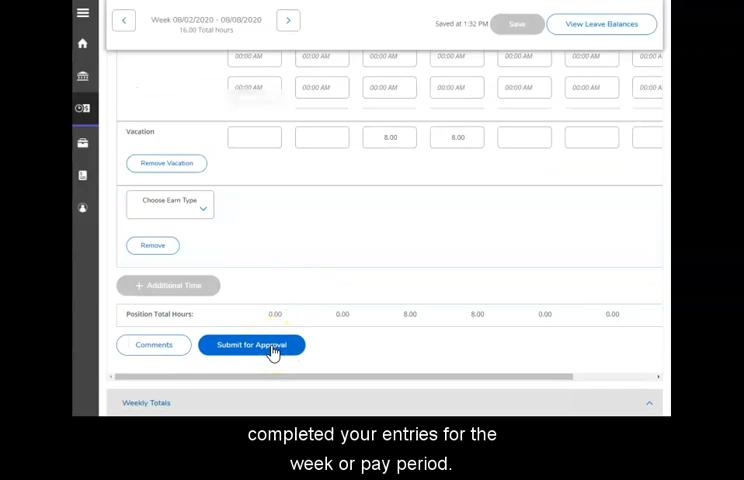 Week 08/02/2020 - 08/08/2020
16.00 Total hours
Saved at 1:32 PM
Save
View Leave Balances
00:00 AM 00:00 AM 00:00 AM 00:00 AM 00:00 AM 00:00 AM
00:00 AM 00:00 AM 00:00 AM 00:00 AM 00:00 AM 00:00 AM
Vacation
8.00 8.00
Remove Vacation
Choose Earn Type
Remove
+ Additional Time
Position Total Hours: 0.00 0.00 8.00 8.00 0.00 0.00
Comments
Submit for Approval
Weekly Totals
completed your entries for the
week or pay period.